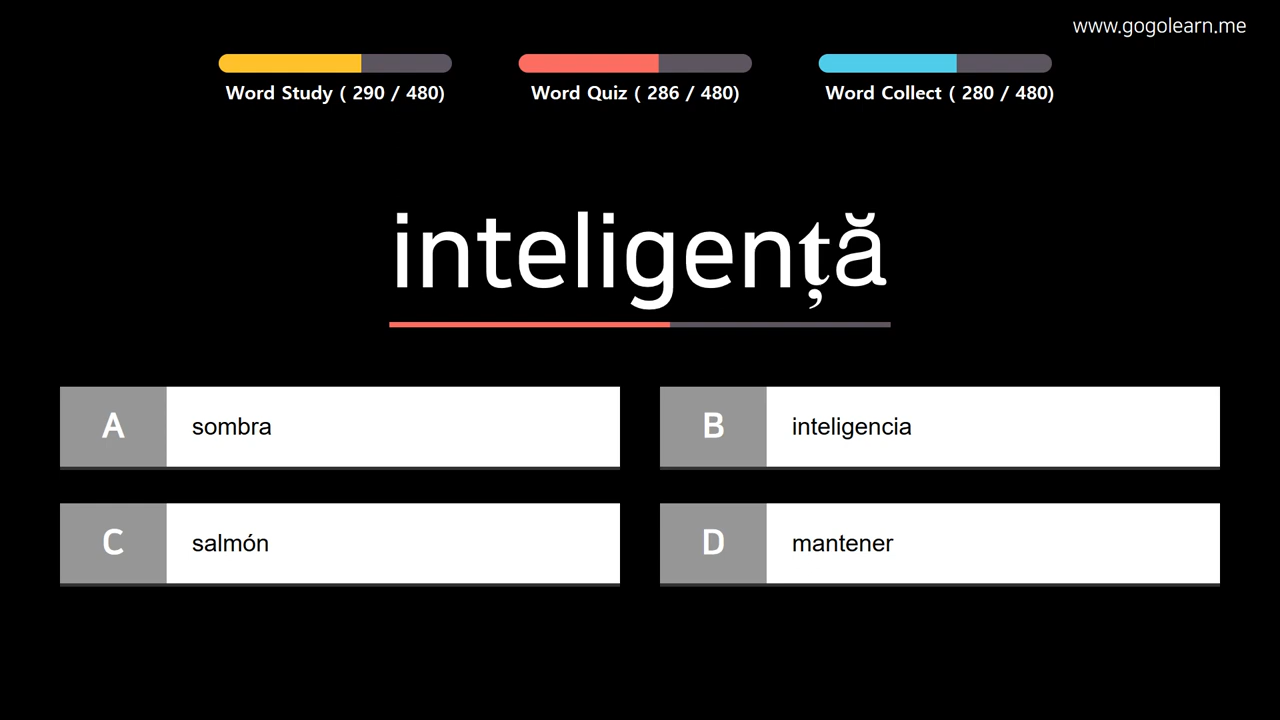 www.gogolearn.me
Word Study ( 290 / 480)
Word Quiz ( 286 / 480)
Word Collect ( 280 / 480)
inteligență
A sombra
B inteligencia
C salmón
D mantener